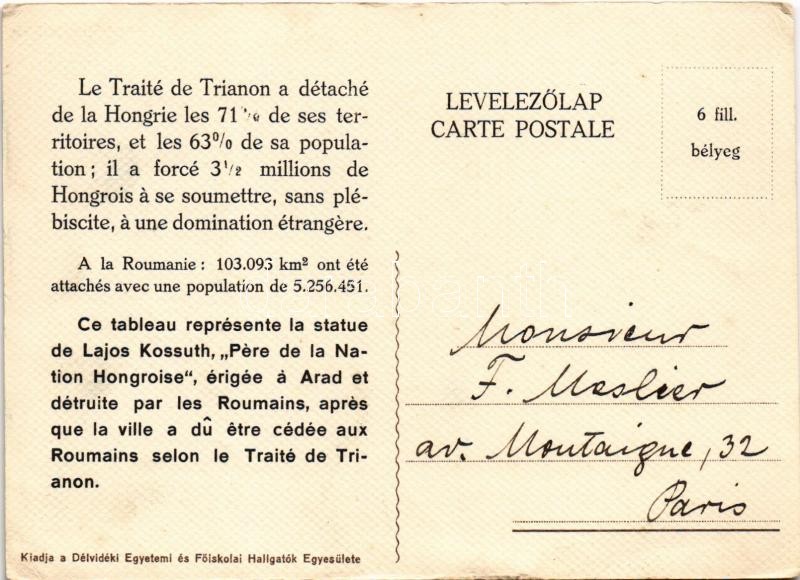 Le Traité de Trianon a détaché
de la Hongrie les 71% de ses ter-
ritoires, et les 63% de sa popula-
tion; il a forcé 3 1/2 millions de
Hongrois à se soumettre, sans plé-
biscite, à une domination étrangère.
A la Roumanie: 103.093 km² ont été
attachés avec une population de 5.256.451.
Ce tableau représente la statue
de Lajos Kossuth, „Père de la Na-
tion Hongroise“, érigée à Arad et
détruite par les Roumains, après
que la ville a dû être cédée aux
Roumains selon le Traité de Tri-
anon.
Kiadja a Délvidéki Egyetemi és Főiskolai Hallgatók Egyesülete
LEVELEZŐLAP
CARTE POSTALE
6 fill.
bélyeg
Monsieur
F. Meslier
av. Montaigne, 32
Paris